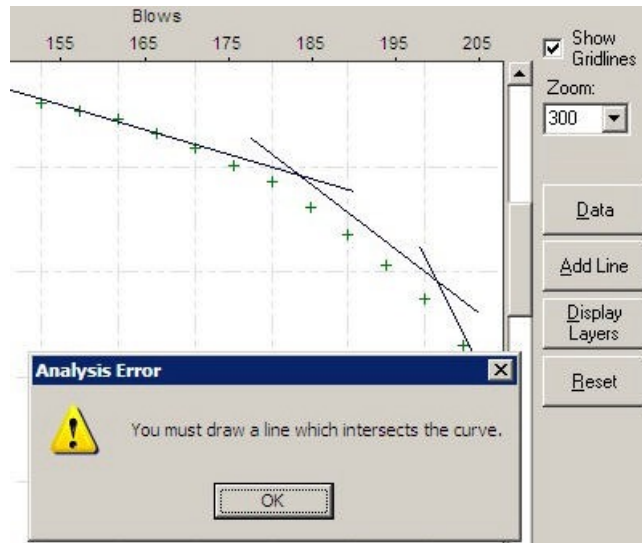 Blows
155 165 175 185 195 205
Show
Gridlines
Zoom:
300
Data
Add Line
Display
Layers
Reset
Analysis Error
You must draw a line which intersects the curve.
OK